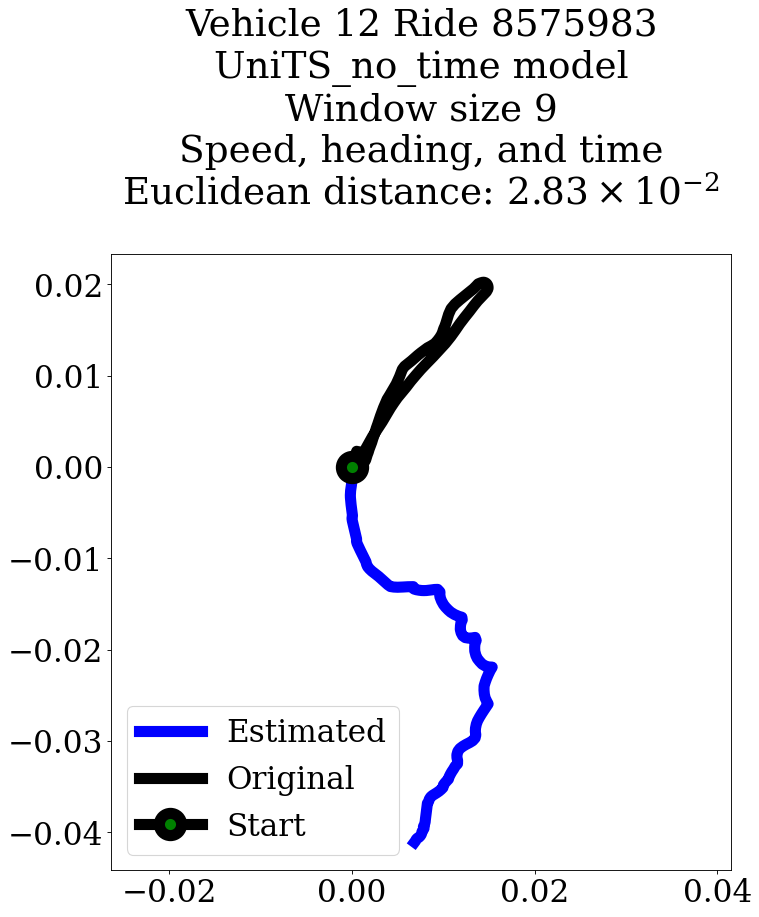 Vehicle 12 Ride 8575983
UniTS_no_time model
Window size 9
Speed, heading, and time
Euclidean distance: 2.83 × 10⁻²
0.02
0.01
0.00
−0.01
−0.02
−0.03
−0.04
Estimated
Original
Start
−0.02 0.00 0.02 0.04